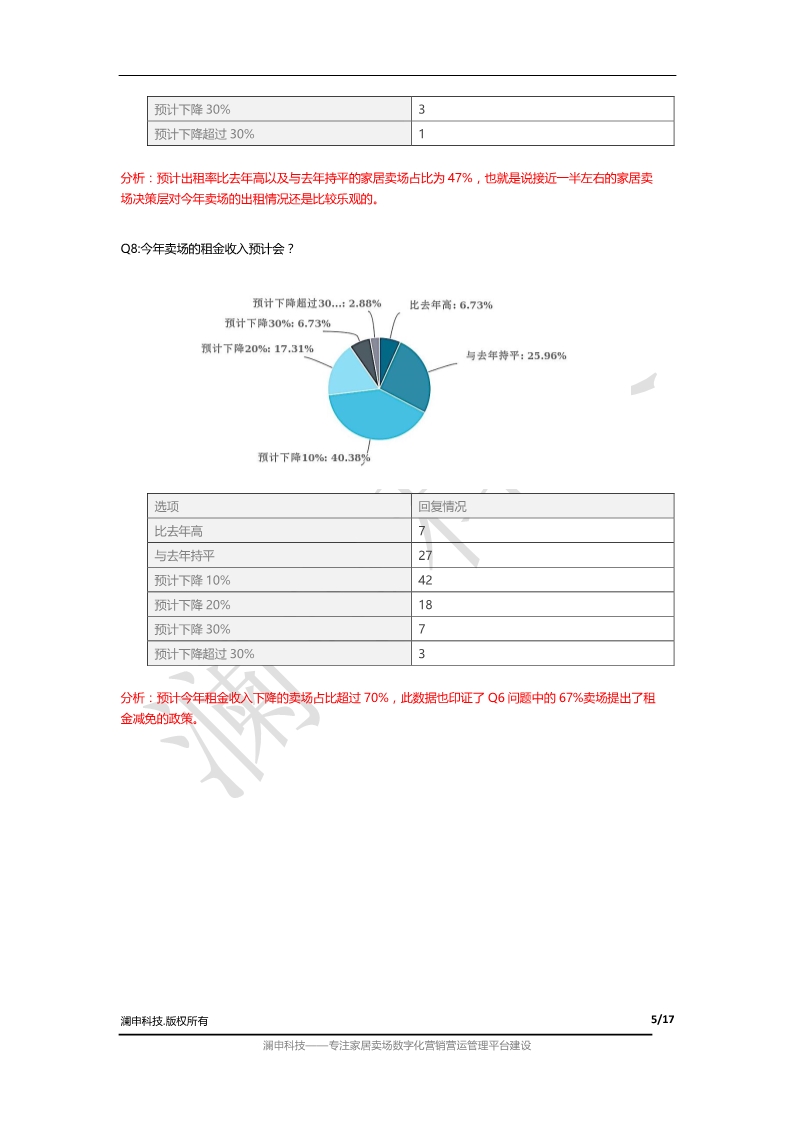 预计下降 30% 3
预计下降超过 30% 1
分析：预计出租率比去年高以及与去年持平的家居卖场占比为 47%，也就是说接近一半左右的家居卖
场决策层对今年卖场的出租情况还是比较乐观的。
Q8:今年卖场的租金收入预计会？
预计下降超过30...: 2.88%
比去年高: 6.73%
预计下降30%: 6.73%
预计下降20%: 17.31%
与去年持平: 25.96%
预计下降10%: 40.38%
选项 回复情况
比去年高 7
与去年持平 27
预计下降 10% 42
预计下降 20% 18
预计下降 30% 7
预计下降超过 30% 3
分析：预计今年租金收入下降的卖场占比超过 70%，此数据也印证了 Q6 问题中的 67%卖场提出了租
金减免的政策。
澜
澜申科技.版权所有 5/17
澜申科技——专注家居卖场数字化营销营运管理平台建设